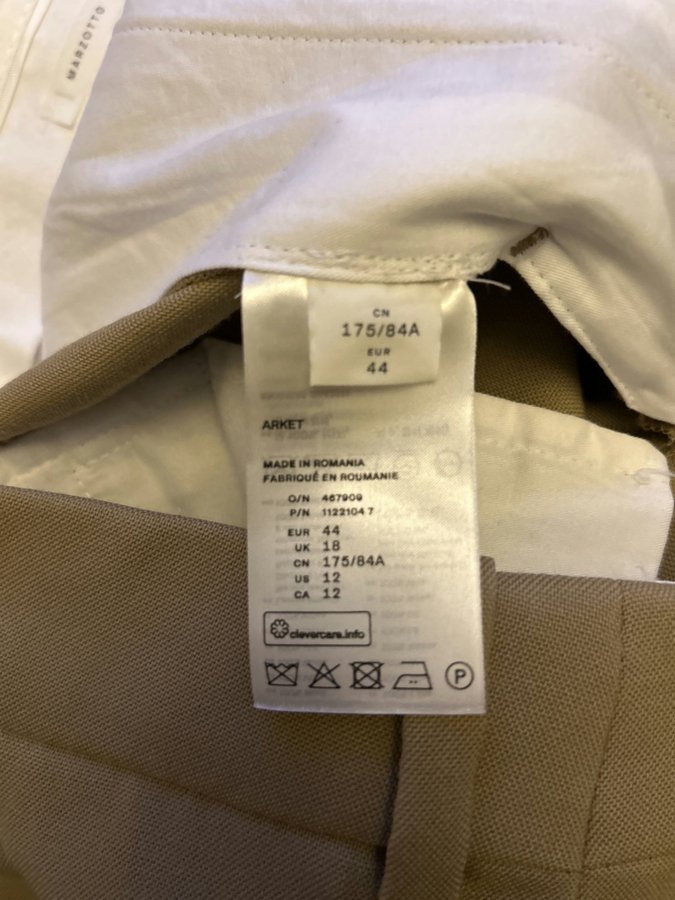 MARZOTTO
CN
175/84A
EUR
44
ARKET
MADE IN ROMANIA
FABRIQUÉ EN ROUMANIE
O/N 467909
P/N 1122104 7
EUR 44
UK 18
CN 175/84A
US 12
CA 12
clevercare.info
P